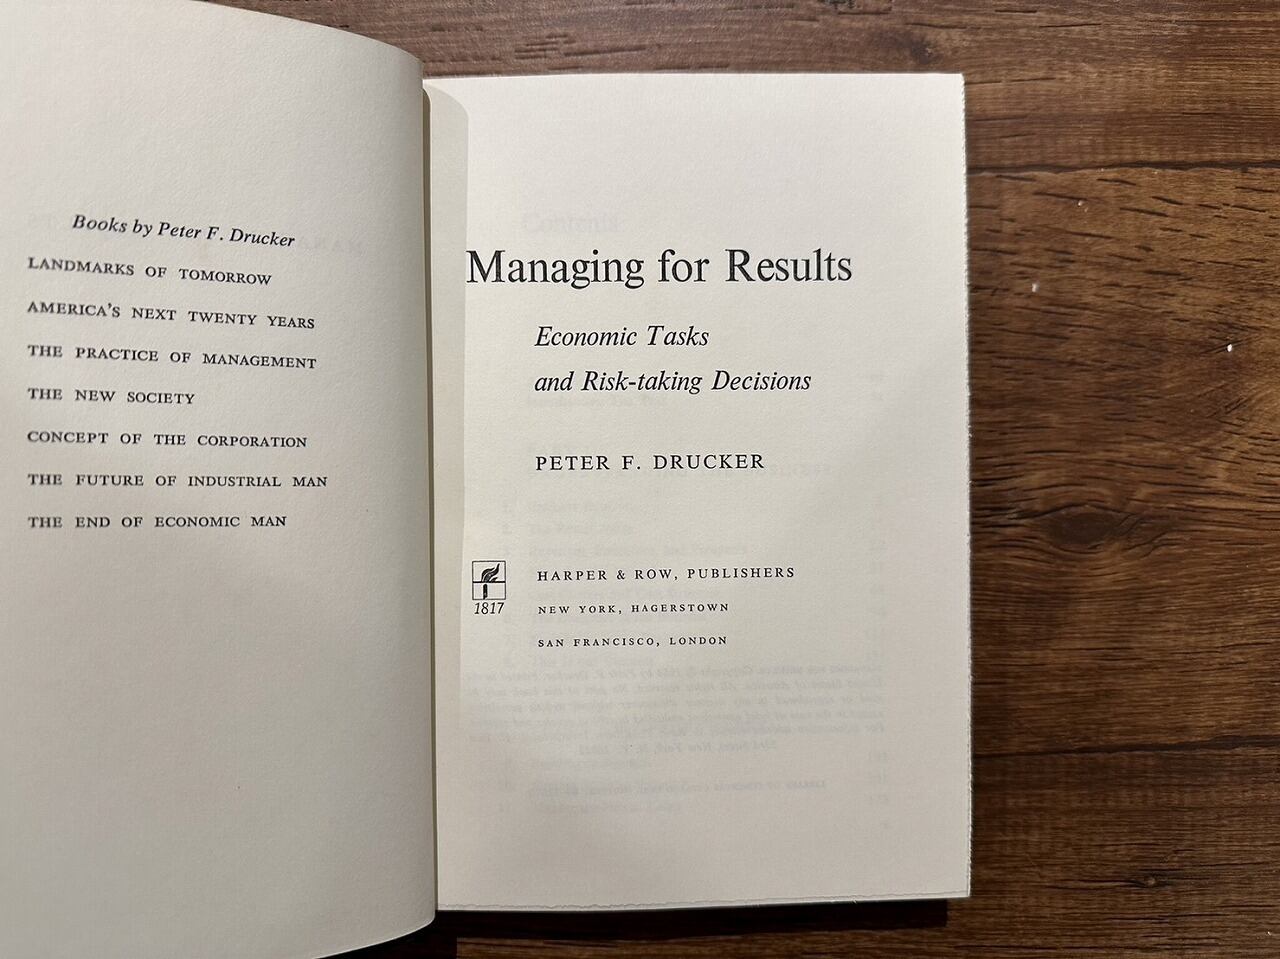 Books by Peter F. Drucker
LANDMARKS OF TOMORROW
AMERICA'S NEXT TWENTY YEARS
THE PRACTICE OF MANAGEMENT
THE NEW SOCIETY
CONCEPT OF THE CORPORATION
THE FUTURE OF INDUSTRIAL MAN
THE END OF ECONOMIC MAN
Managing for Results
Economic Tasks
and Risk-taking Decisions
PETER F. DRUCKER
1817
HARPER & ROW, PUBLISHERS
NEW YORK, HAGERSTOWN
SAN FRANCISCO, LONDON